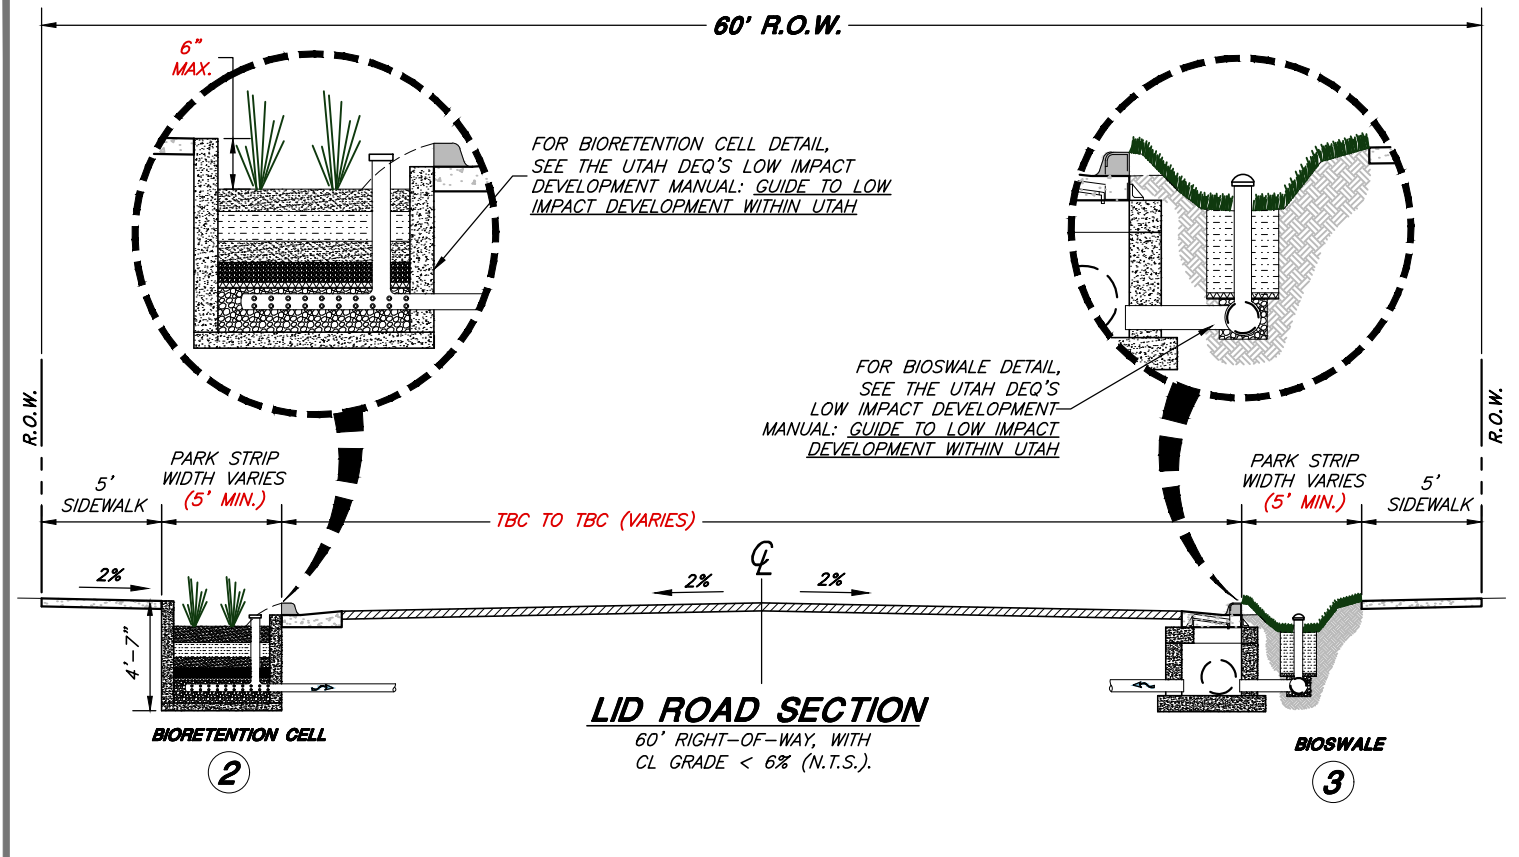 60' R.O.W.
6"
MAX.
FOR BIORETENTION CELL DETAIL,
SEE THE UTAH DEQ'S LOW IMPACT
DEVELOPMENT MANUAL: GUIDE TO LOW
IMPACT DEVELOPMENT WITHIN UTAH
FOR BIOSWALE DETAIL,
SEE THE UTAH DEQ'S
LOW IMPACT DEVELOPMENT
MANUAL: GUIDE TO LOW IMPACT
DEVELOPMENT WITHIN UTAH
R.O.W.
R.O.W.
5'
SIDEWALK
PARK STRIP
WIDTH VARIES
(5' MIN.)
TBC TO TBC (VARIES)
PARK STRIP
WIDTH VARIES
(5' MIN.)
5'
SIDEWALK
CL
2%
2%
2%
4'-7"
LID ROAD SECTION
60' RIGHT-OF-WAY, WITH
CL GRADE < 6% (N.T.S.).
BIORETENTION CELL
2
BIOSWALE
3